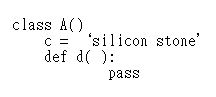 class A()
    c =  ‘silicon stone’
    def d( ):
            pass